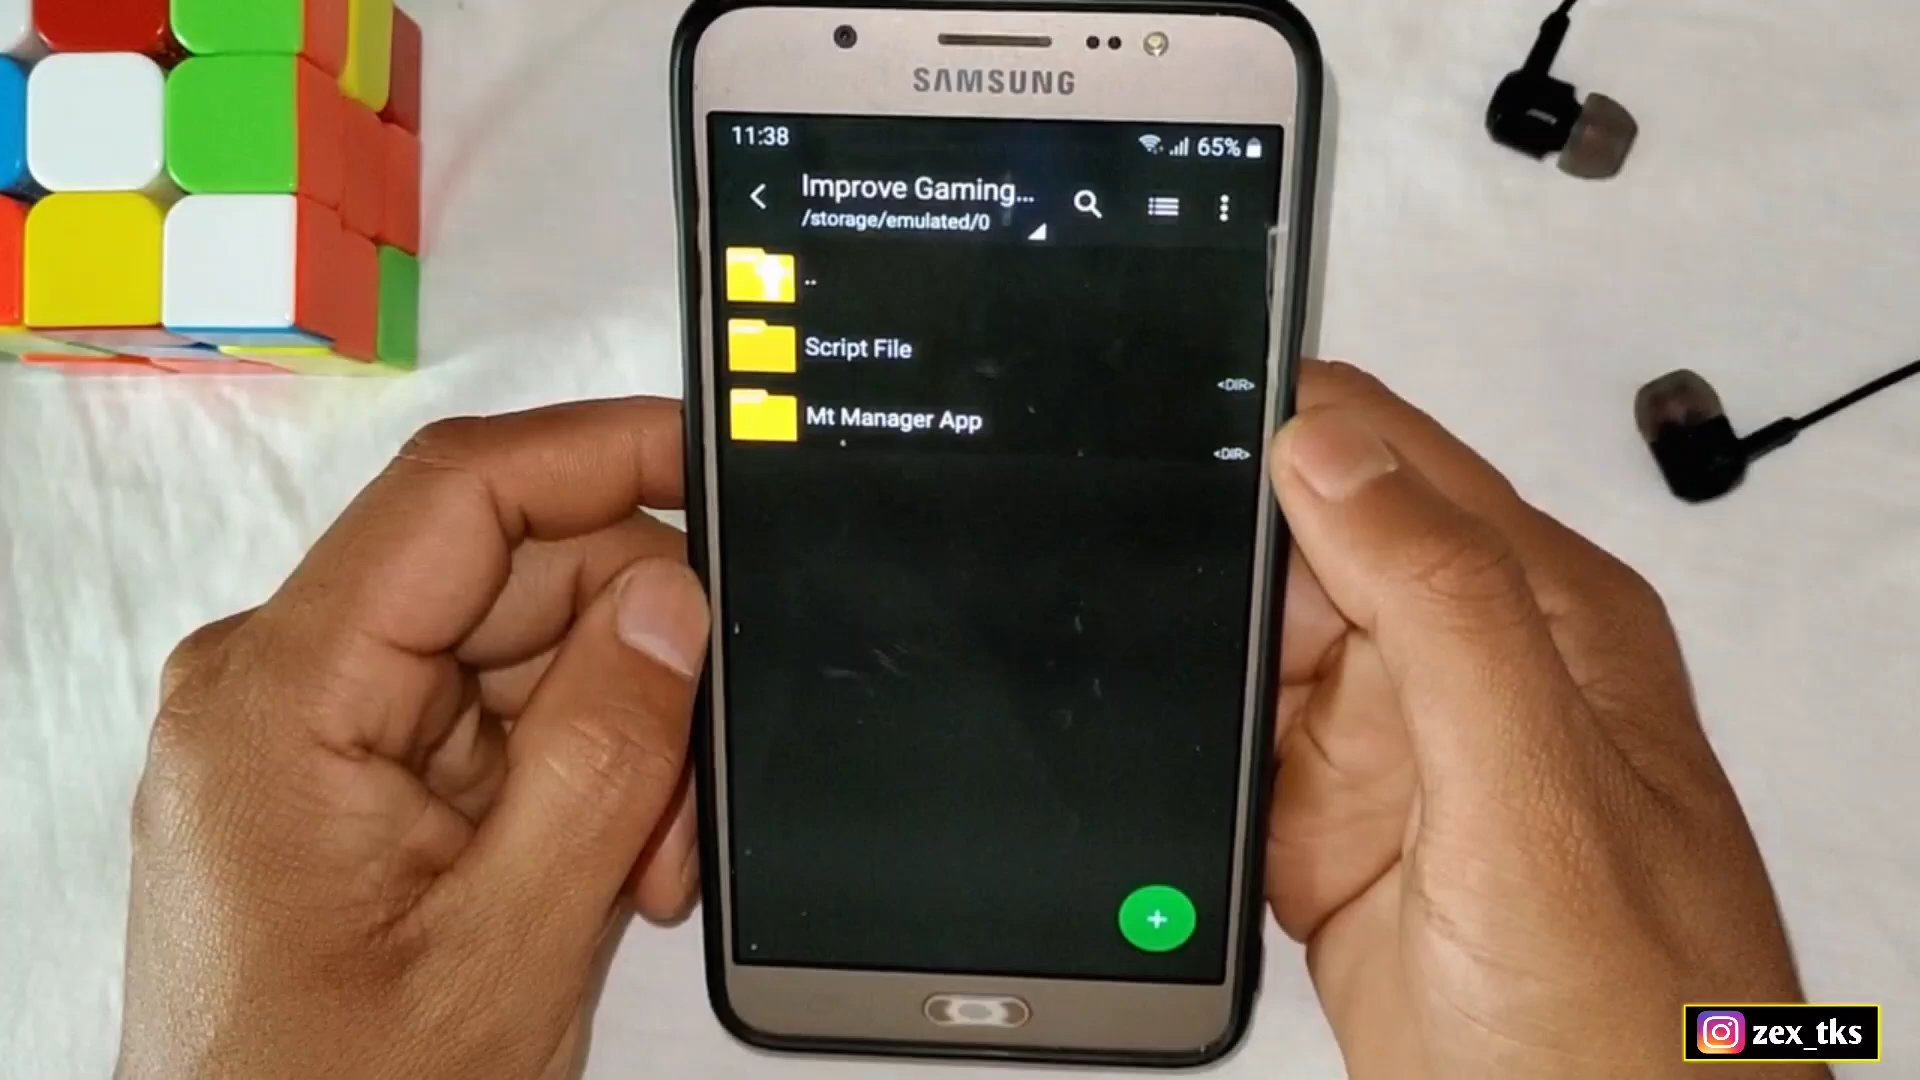 SAMSUNG
11:38
65%
Improve Gaming...
/storage/emulated/0
..
Script File
<DIR>
Mt Manager App
<DIR>
zex_tks